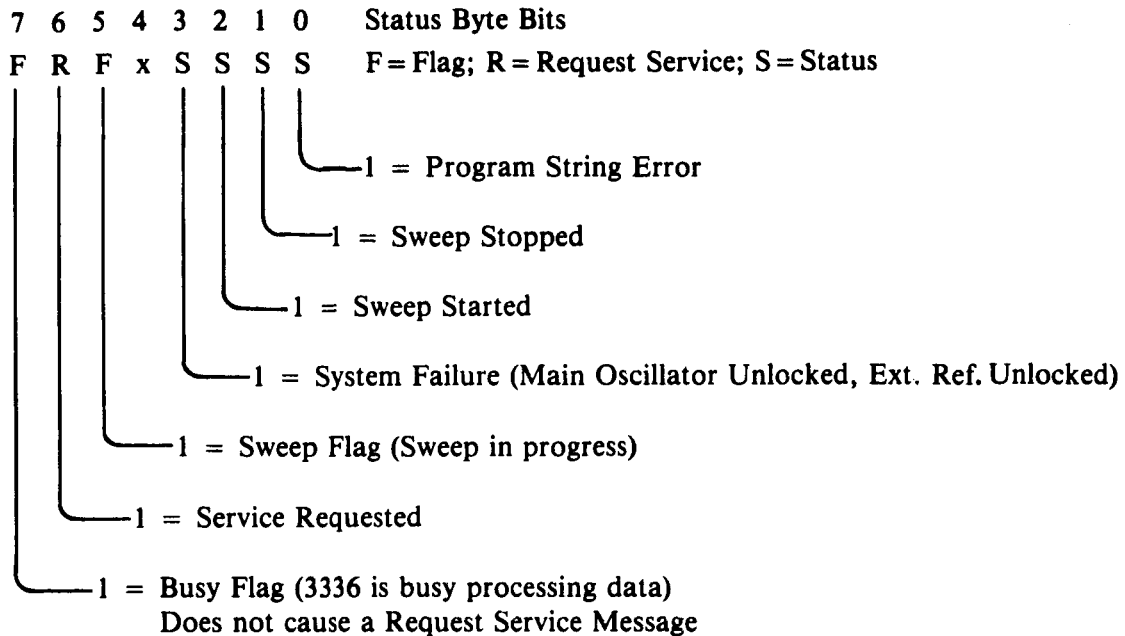 7 6 5 4 3 2 1 0 Status Byte Bits
F R F x S S S S F = Flag; R = Request Service; S = Status
1 = Program String Error
1 = Sweep Stopped
1 = Sweep Started
1 = System Failure (Main Oscillator Unlocked, Ext. Ref. Unlocked)
1 = Sweep Flag (Sweep in progress)
1 = Service Requested
1 = Busy Flag (3336 is busy processing data)
Does not cause a Request Service Message